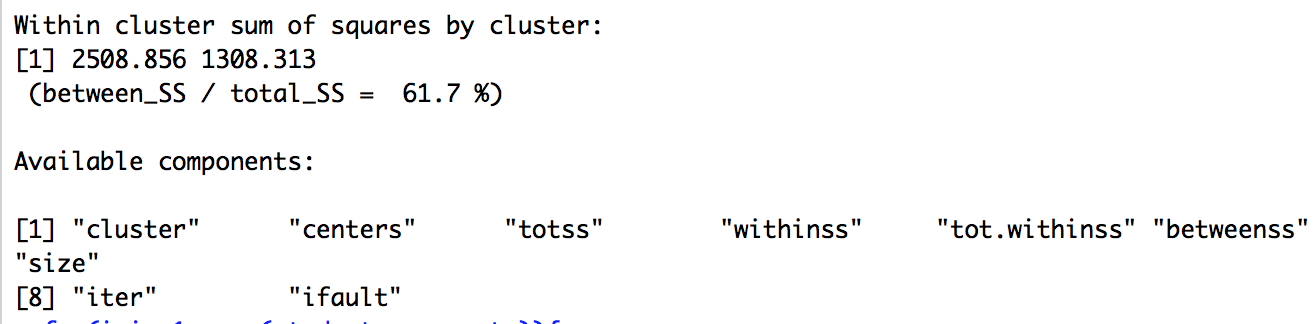 Within cluster sum of squares by cluster:
[1] 2508.856 1308.313
(between_SS / total_SS =  61.7 %)
Available components:
[1] "cluster"      "centers"      "totss"        "withinss"     "tot.withinss" "betweenss"
"size"
[8] "iter"         "ifault"